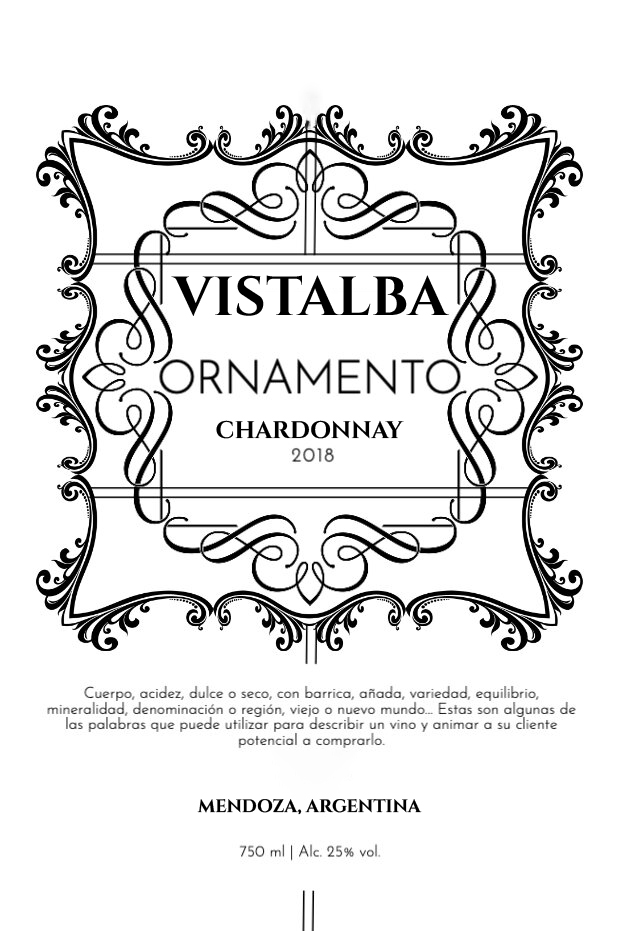 VISTALBA
ORNAMENTO
CHARDONNAY
2018
Cuerpo, acidez, dulce o seco, con barrica, añada, variedad, equilibrio,
mineralidad, denominación o región, viejo o nuevo mundo... Estas son algunas de
las palabras que puede utilizar para describir un vino y animar a su cliente
potencial a comprarlo.
MENDOZA, ARGENTINA
750 ml | Alc. 25% vol.